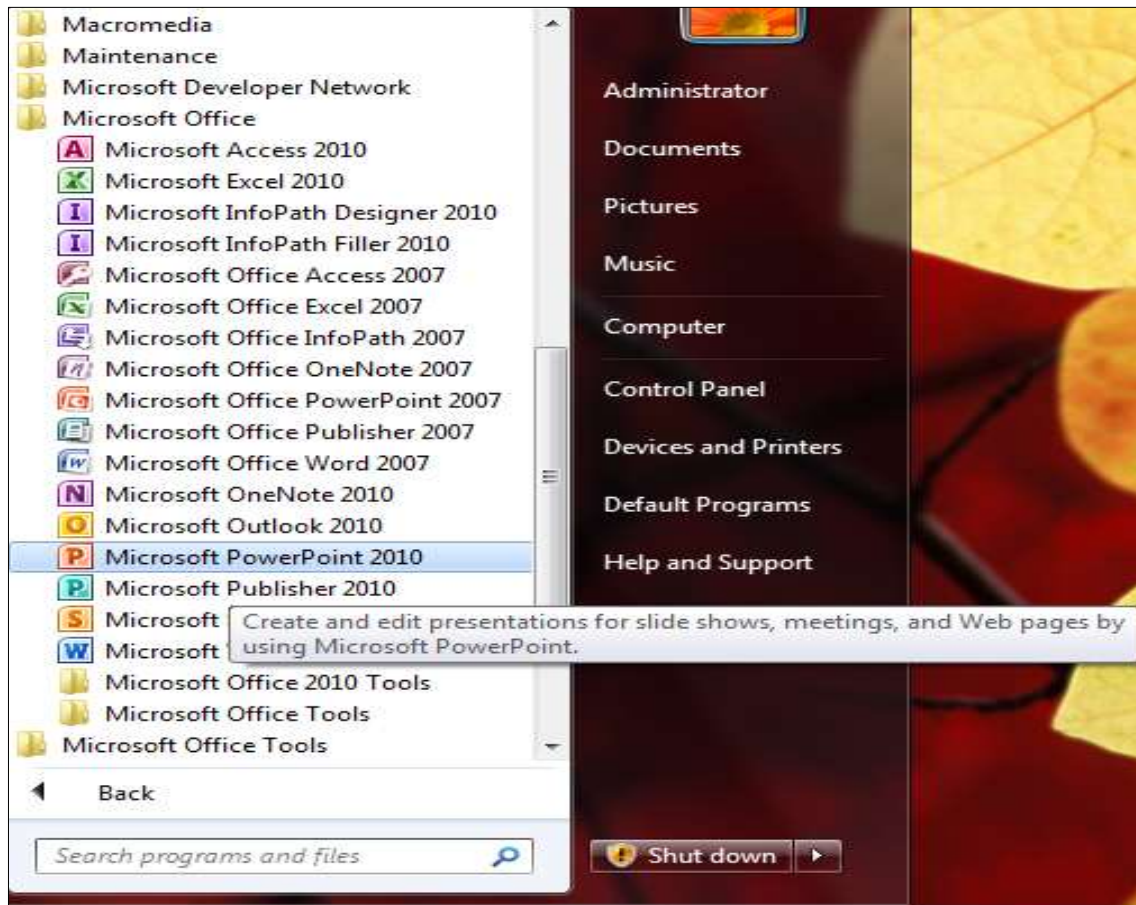 Macromedia
Maintenance
Microsoft Developer Network
Microsoft Office
Microsoft Access 2010
Microsoft Excel 2010
Microsoft InfoPath Designer 2010
Microsoft InfoPath Filler 2010
Microsoft Office Access 2007
Microsoft Office Excel 2007
Microsoft Office InfoPath 2007
Microsoft Office OneNote 2007
Microsoft Office PowerPoint 2007
Microsoft Office Publisher 2007
Microsoft Office Word 2007
Microsoft OneNote 2010
Microsoft Outlook 2010
Microsoft PowerPoint 2010
Microsoft Publisher 2010
Microsoft
Microsoft
Microsoft Office 2010 Tools
Microsoft Office Tools
Microsoft Office Tools
Back
Search programs and files
Administrator
Documents
Pictures
Music
Computer
Control Panel
Devices and Printers
Default Programs
Help and Support
Create and edit presentations for slide shows, meetings, and Web pages by
using Microsoft PowerPoint.
Shut down